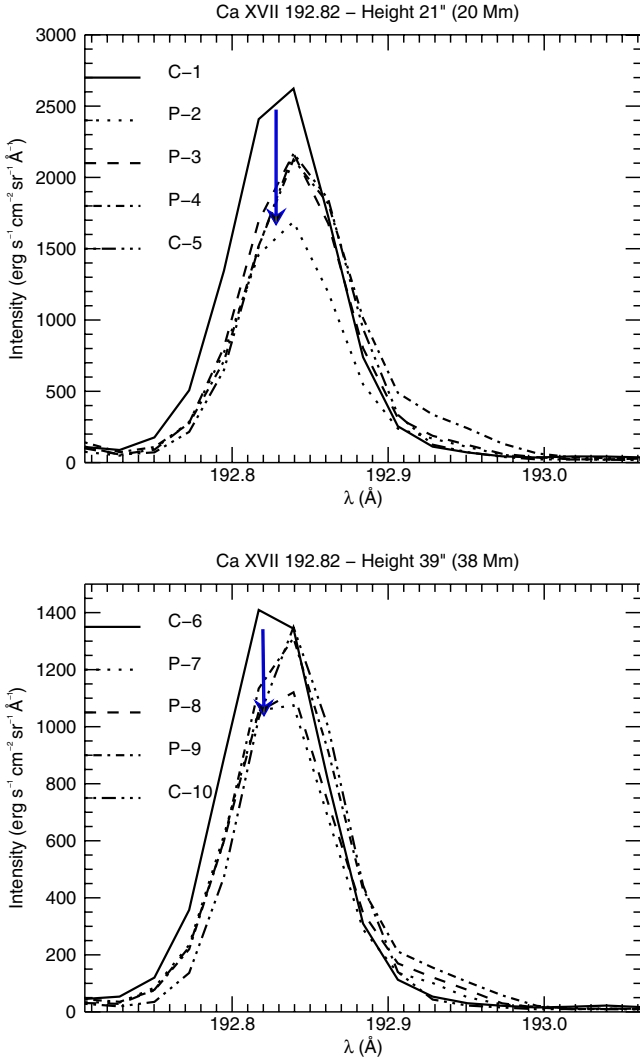 Ca XVII 192.82 − Height 21" (20 Mm)
3000
2500
2000
1500
1000
500
0
Intensity (erg s⁻¹ cm⁻² sr⁻¹ Å⁻¹)
C−1
P−2
P−3
P−4
C−5
192.8
192.9
193.0
λ (Å)
Ca XVII 192.82 − Height 39" (38 Mm)
1400
1200
1000
800
600
400
200
0
Intensity (erg s⁻¹ cm⁻² sr⁻¹ Å⁻¹)
C−6
P−7
P−8
P−9
C−10
192.8
192.9
193.0
λ (Å)